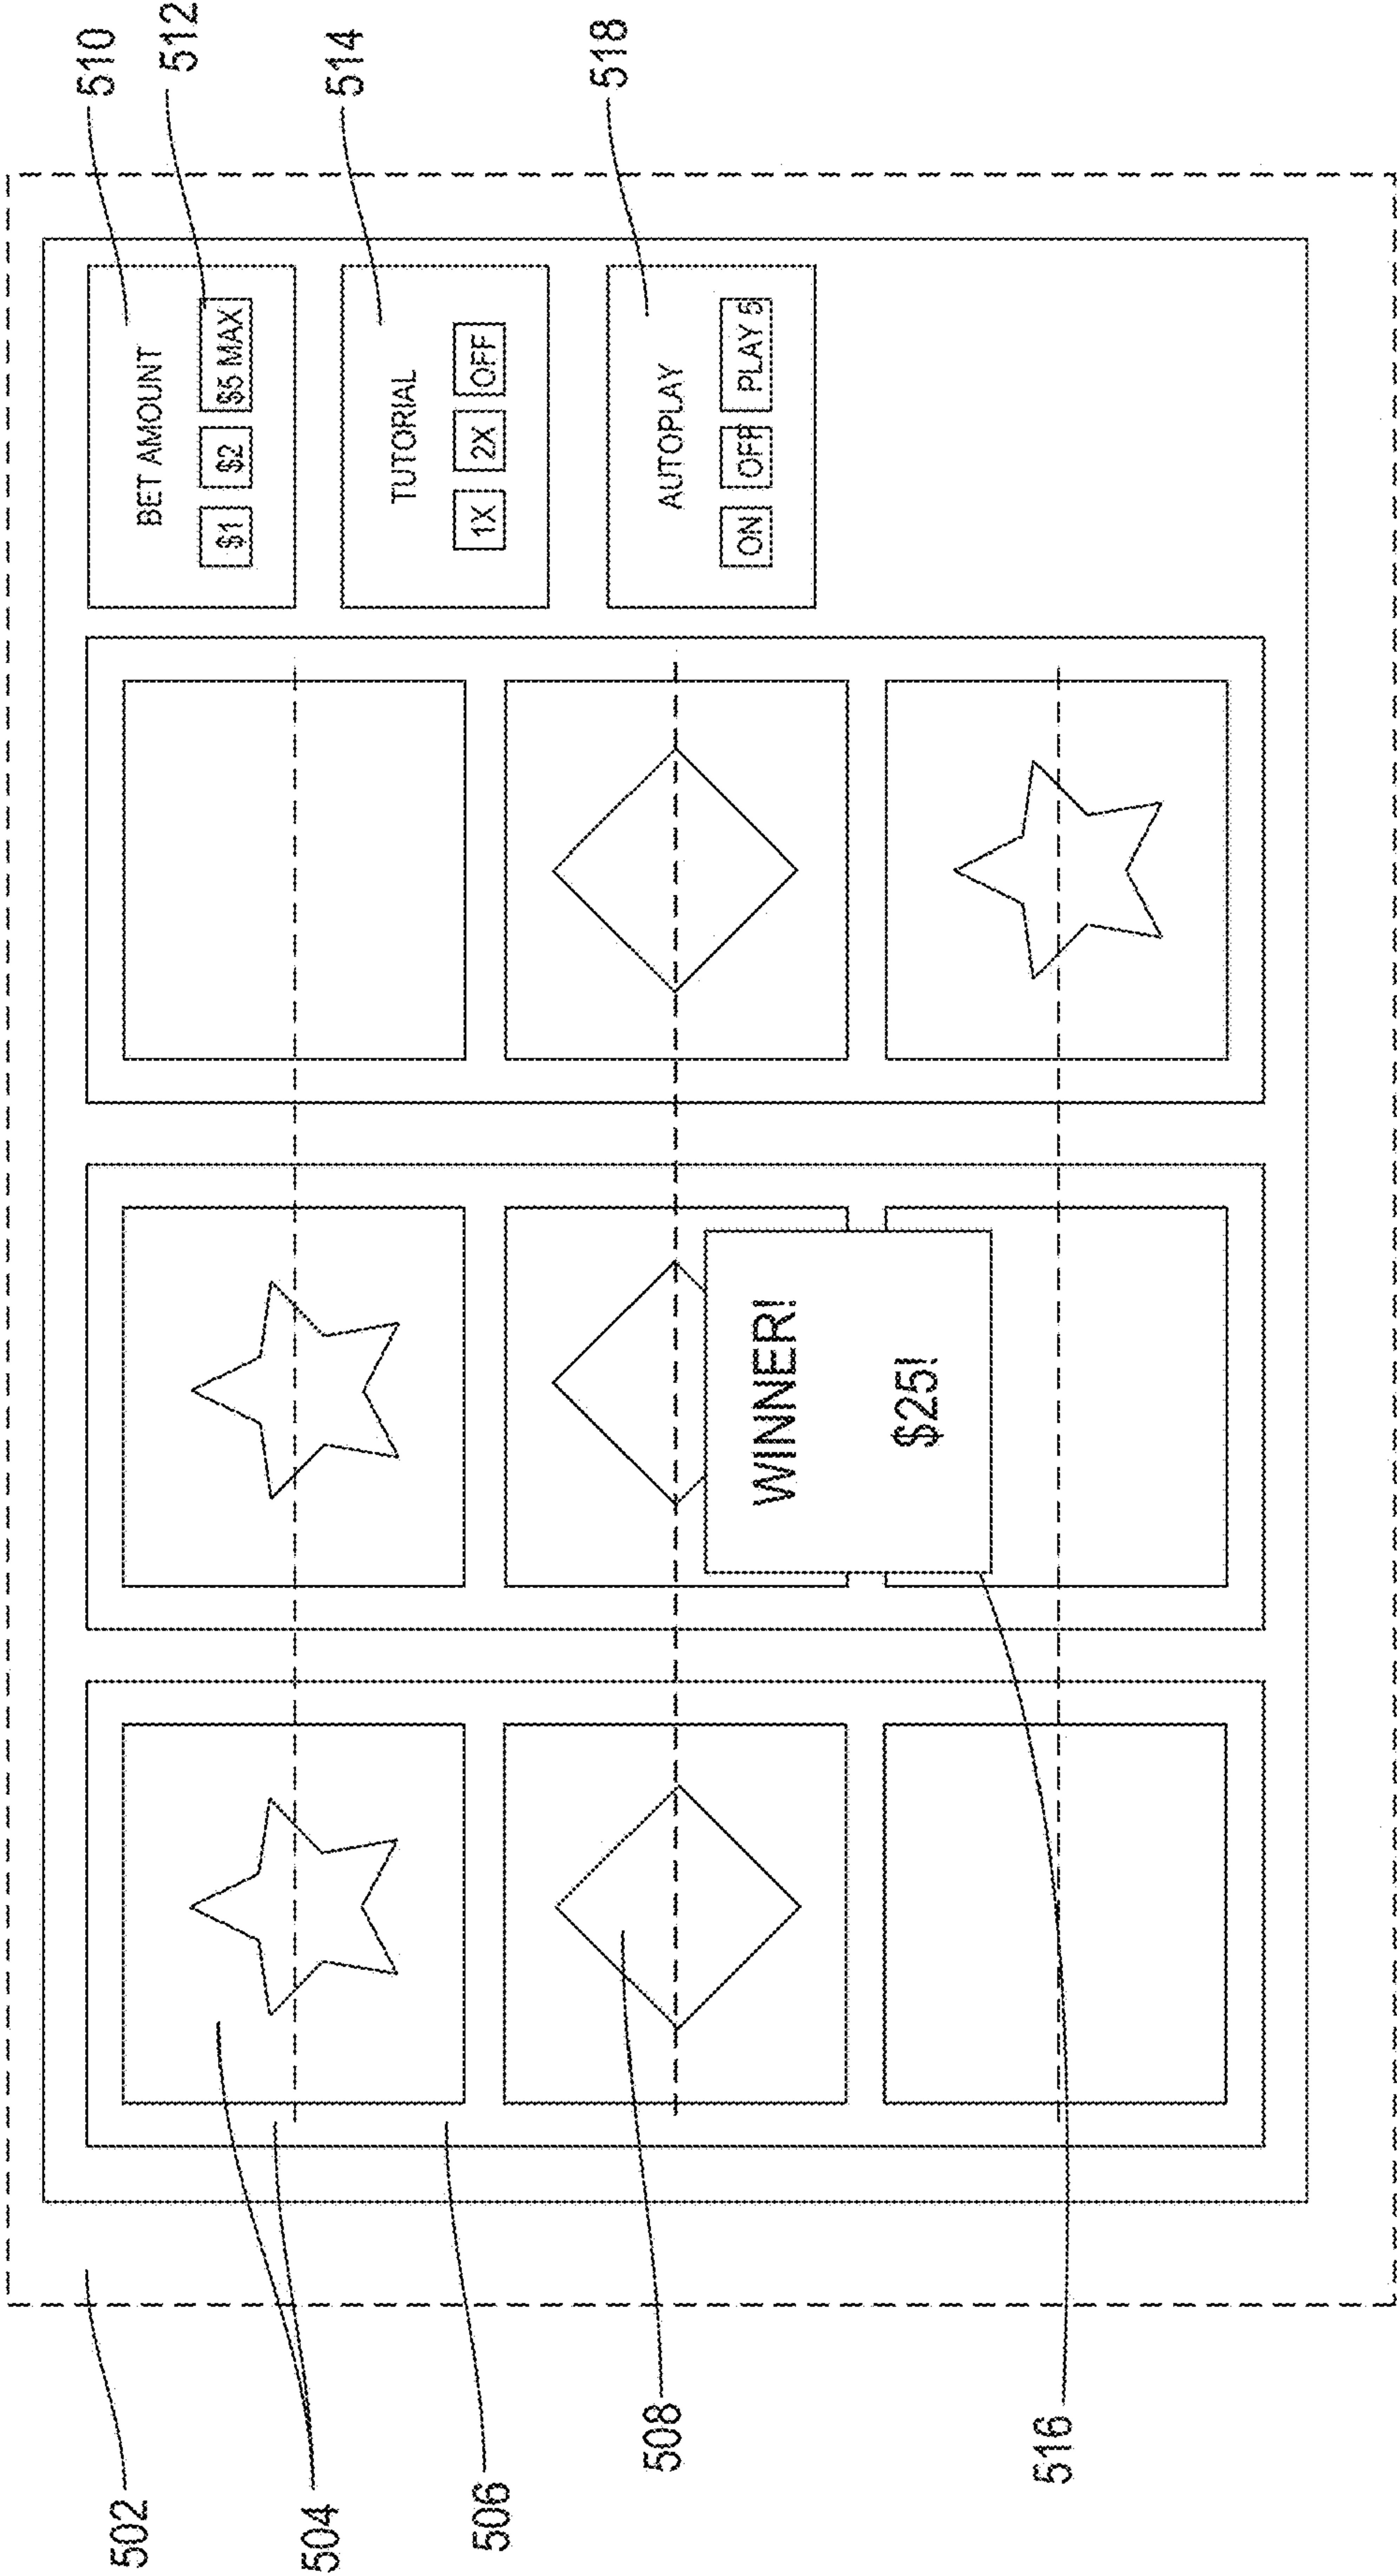 510
512
BET AMOUNT
$1 $2 $5 MAX
514
TUTORIAL
1X 2X OFF
518
AUTOPLAY
ON OFF PLAY 5
WINNER!
$25!
502
504
506
508
516